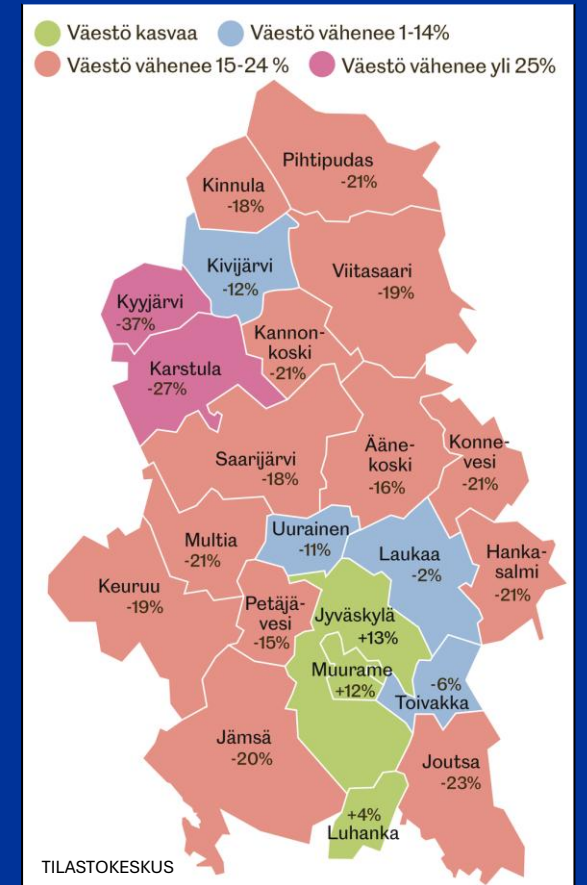 Väestö kasvaa
Väestö vähenee 1-14%
Väestö vähenee 15-24 %
Väestö vähenee yli 25%
Pihtipudas
-21%
Kinnula
-18%
Kivijärvi
-12%
Viitasaari
-19%
Kyyjärvi
-37%
Kannon-
koski
-21%
Karstula
-27%
Saarijärvi
-18%
Ääne-
koski
-16%
Konne-
vesi
-21%
Multia
-21%
Uurainen
-11%
Laukaa
-2%
Hanka-
salmi
-21%
Keuruu
-19%
Petäjä-
vesi
-15%
Jyväskylä
+13%
Muurame
+12%
-6%
Toivakka
Jämsä
-20%
Joutsa
-23%
+4%
Luhanka
TILASTOKESKUS